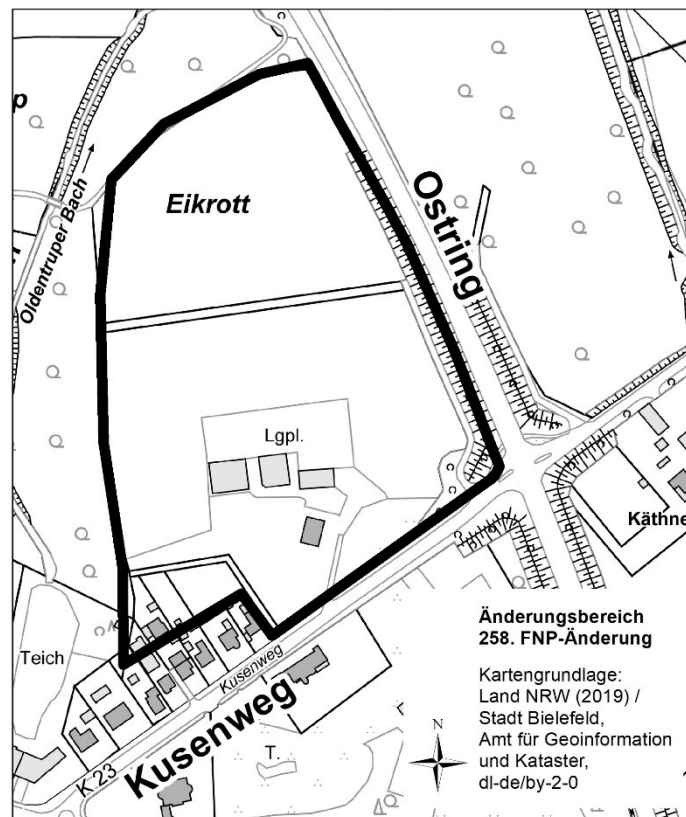 p
Oldentruper Bach
Eikrott
Ostring
Lgpl.
Käthne
Teich
Kusenweg
Kusenweg
K 23
T.
Änderungsbereich
258. FNP-Änderung
Kartengrundlage:
Land NRW (2019) /
Stadt Bielefeld,
Amt für Geoinformation
und Kataster,
dl-de/by-2-0
N